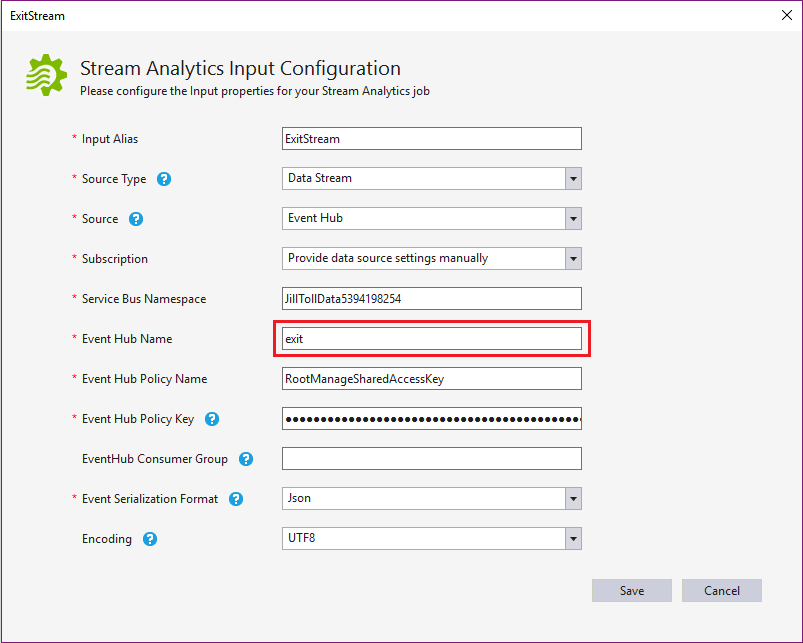 ExitStream
Stream Analytics Input Configuration
Please configure the Input properties for your Stream Analytics job
* Input Alias ExitStream
* Source Type ? Data Stream
* Source ? Event Hub
* Subscription Provide data source settings manually
* Service Bus Namespace JillTollData5394198254
* Event Hub Name exit
* Event Hub Policy Name RootManageSharedAccessKey
* Event Hub Policy Key ? ●●●●●●●●●●●●●●●●●●●●●●●●●●●●●●●●●●●●●●●●●●●
EventHub Consumer Group ?
* Event Serialization Format ? Json
Encoding ? UTF8
Save Cancel